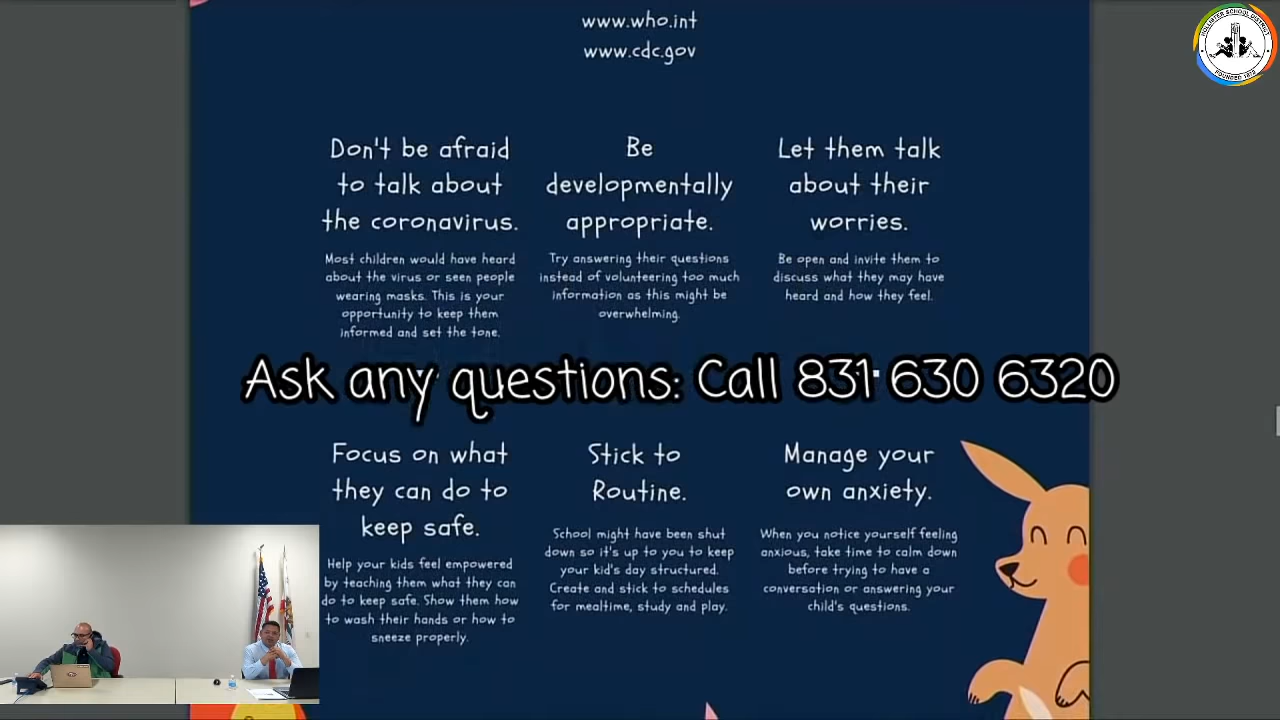 www.who.int
www.cdc.gov
HOLLISTER SCHOOL DISTRICT
FOUNDED 1872
Don't be afraid
to talk about
the coronavirus.
Most children would have heard
about the virus or seen people
wearing masks. This is your
opportunity to keep them
informed and set the tone.
Be
developmentally
appropriate.
Try answering their questions
instead of volunteering too much
information as this might be
overwhelming.
Let them talk
about their
worries.
Be open and invite them to
discuss what they may have
heard and how they feel.
Ask any questions: Call 831 630 6320
Focus on what
they can do to
keep safe.
Help your kids feel empowered
by teaching them what they can
do to keep safe. Show them how
to wash their hands or how to
sneeze properly.
Stick to
Routine.
School might have been shut
down so it's up to you to keep
your kid's day structured.
Create and stick to schedules
for mealtime, study and play.
Manage your
own anxiety.
When you notice yourself feeling
anxious, take time to calm down
before trying to have a
conversation or answering your
child's questions.